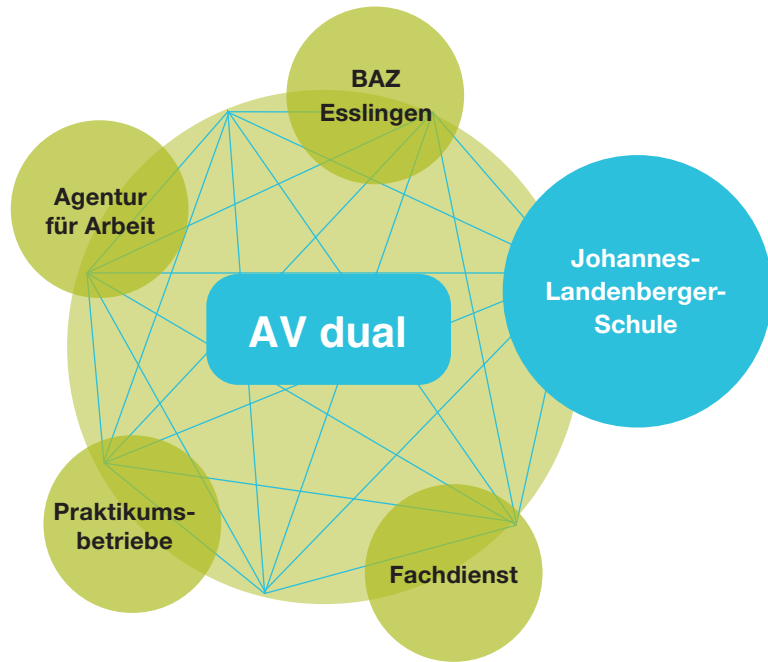 BAZ
Esslingen
Agentur
für Arbeit
Johannes-
Landenberger-
Schule
AV dual
Praktikums-
betriebe
Fachdienst